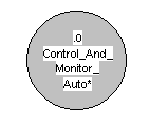 .0
Control_And_
Monitor_
Auto*